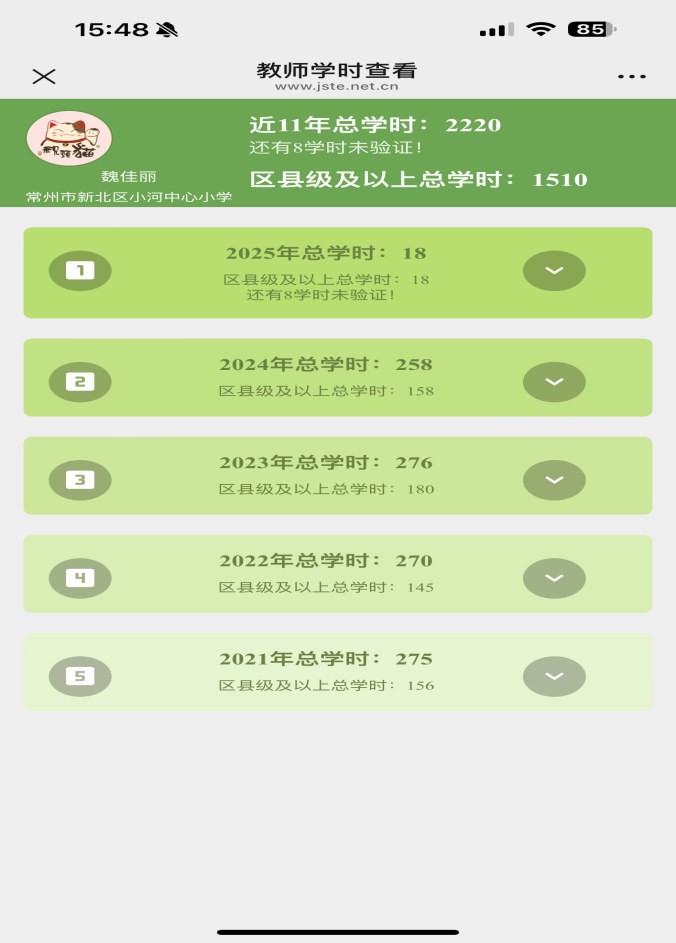 15:48
85
教师学时查看
www.jste.net.cn
魏佳丽
常州市新北区小河中心小学
近11年总学时：2220
还有8学时未验证！
区县级及以上总学时：1510
1
2025年总学时：18
区县级及以上总学时：18
还有8学时未验证！
2
2024年总学时：258
区县级及以上总学时：158
3
2023年总学时：276
区县级及以上总学时：180
4
2022年总学时：270
区县级及以上总学时：145
5
2021年总学时：275
区县级及以上总学时：156